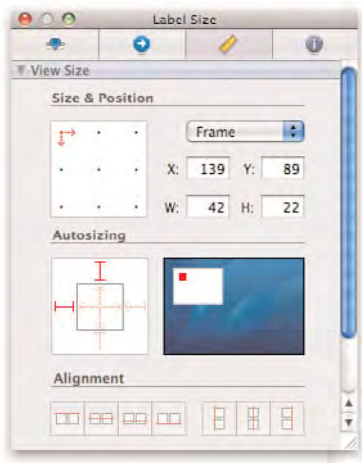 Label Size
View Size
Size & Position
Frame
X: 139 Y: 89
W: 42 H: 22
Autosizing
Alignment